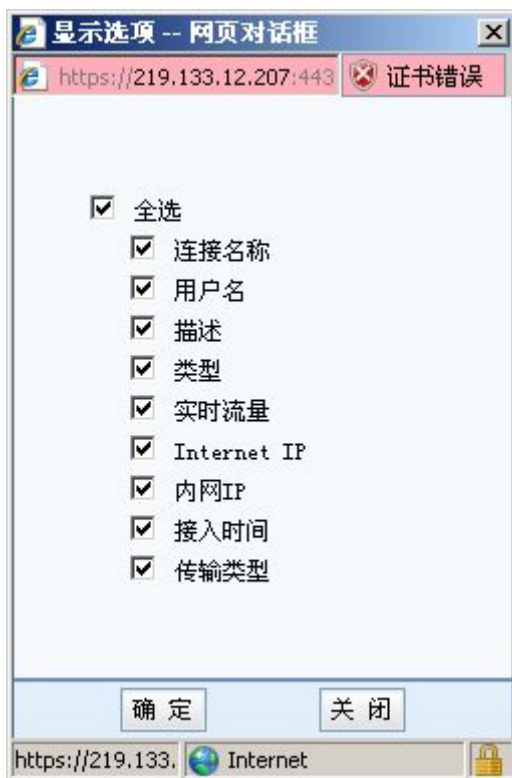 显示选项 -- 网页对话框
https://219.133.12.207:443 证书错误
全选
连接名称
用户名
描述
类型
实时流量
Internet IP
内网IP
接入时间
传输类型
确 定 关 闭
https://219.133. Internet